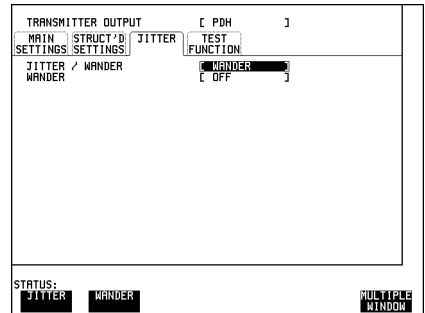 TRANSMITTER OUTPUT [ PDH ]
MAIN SETTINGS STRUCT'D SETTINGS JITTER TEST FUNCTION
JITTER / WANDER [ WANDER ]
WANDER [ OFF ]
STATUS:
JITTER WANDER MULTIPLE WINDOW